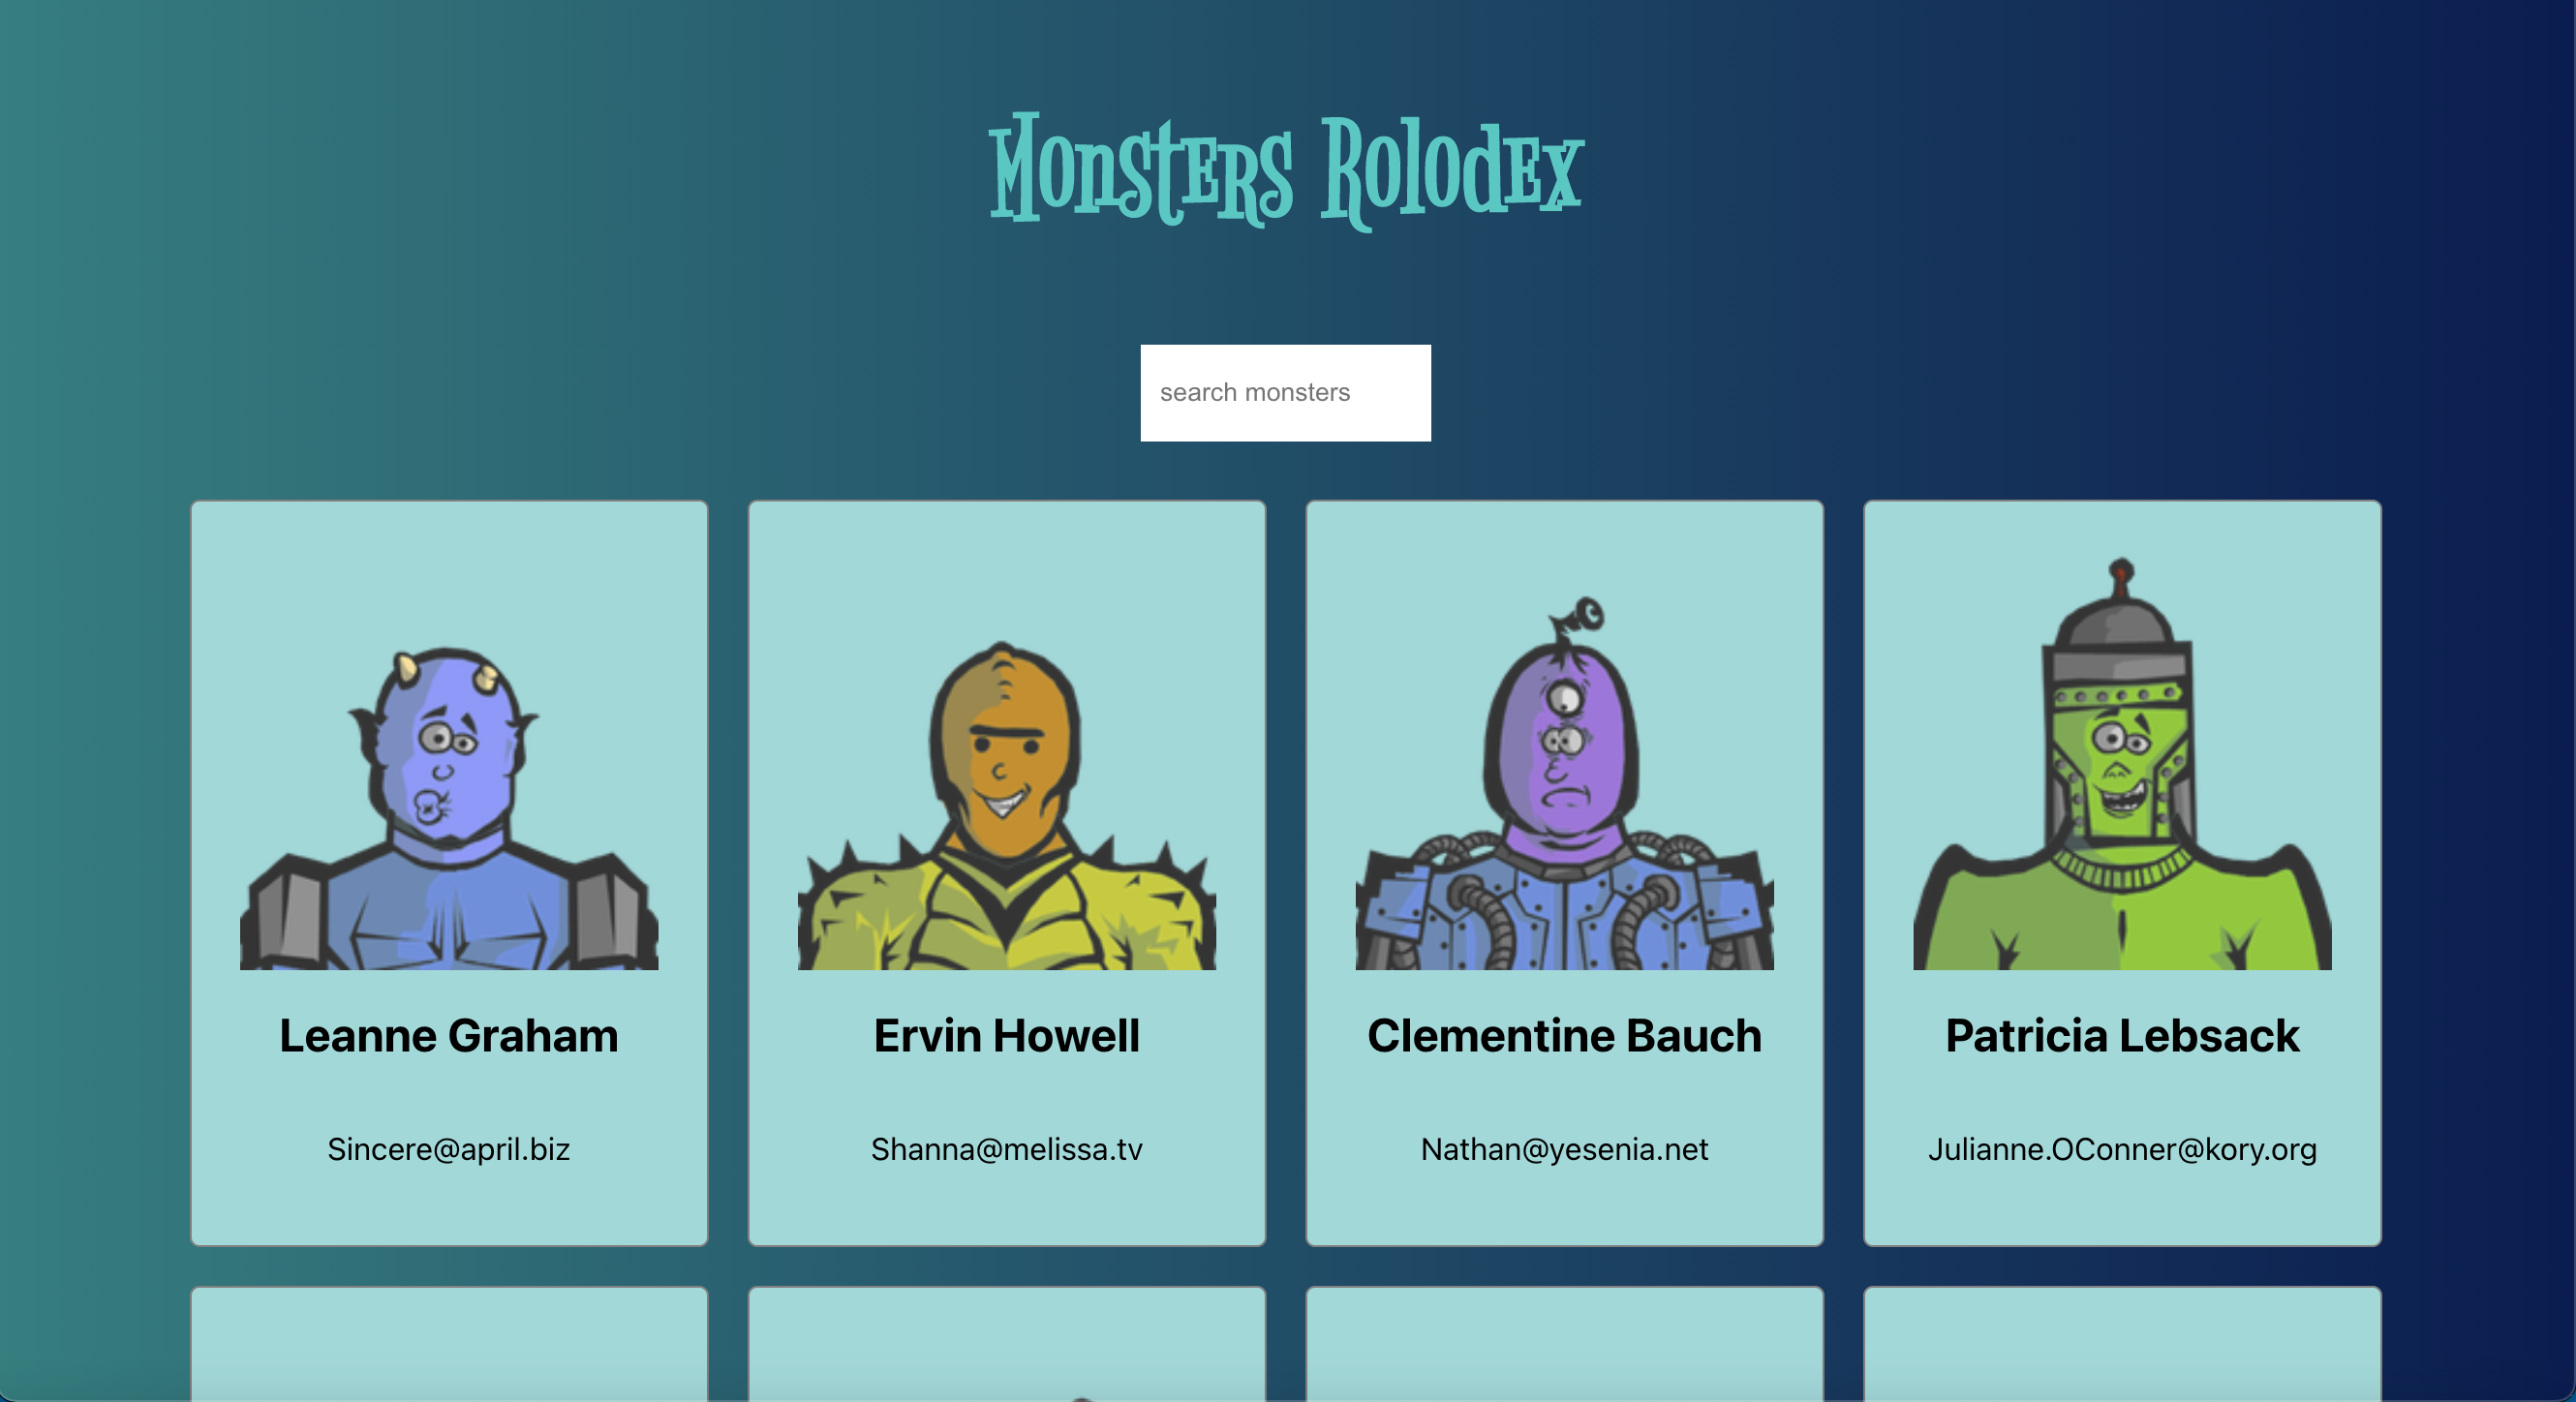 Monsters Rolodex
search monsters
Leanne Graham
Ervin Howell
Clementine Bauch
Patricia Lebsack
Sincere@april.biz
Shanna@melissa.tv
Nathan@yesenia.net
Julianne.OConner@kory.org